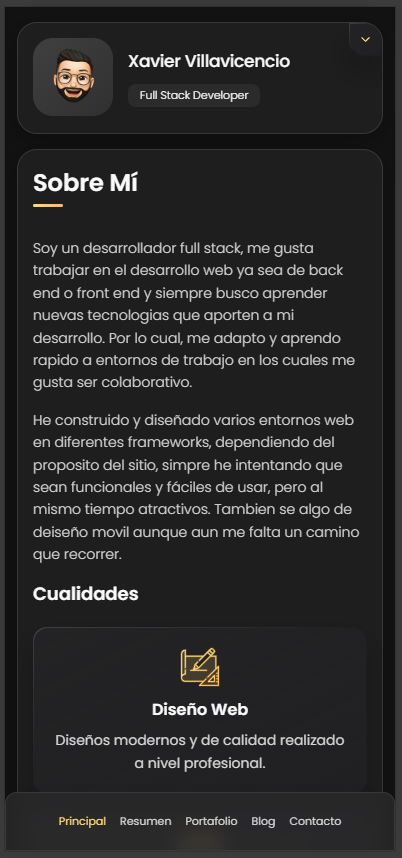 Xavier Villavicencio
Full Stack Developer
Sobre Mí
Soy un desarrollador full stack, me gusta
trabajar en el desarrollo web ya sea de back
end o front end y siempre busco aprender
nuevas tecnologias que aporten a mi
desarrollo. Por lo cual, me adapto y aprendo
rapido a entornos de trabajo en los cuales me
gusta ser colaborativo.
He construido y diseñado varios entornos web
en diferentes frameworks, dependiendo del
proposito del sitio, simpre he intentando que
sean funcionales y fáciles de usar, pero al
mismo tiempo atractivos. Tambien se algo de
deiseño movil aunque aun me falta un camino
que recorrer.
Cualidades
Diseño Web
Diseños modernos y de calidad realizado
a nivel profesional.
Principal Resumen Portafolio Blog Contacto